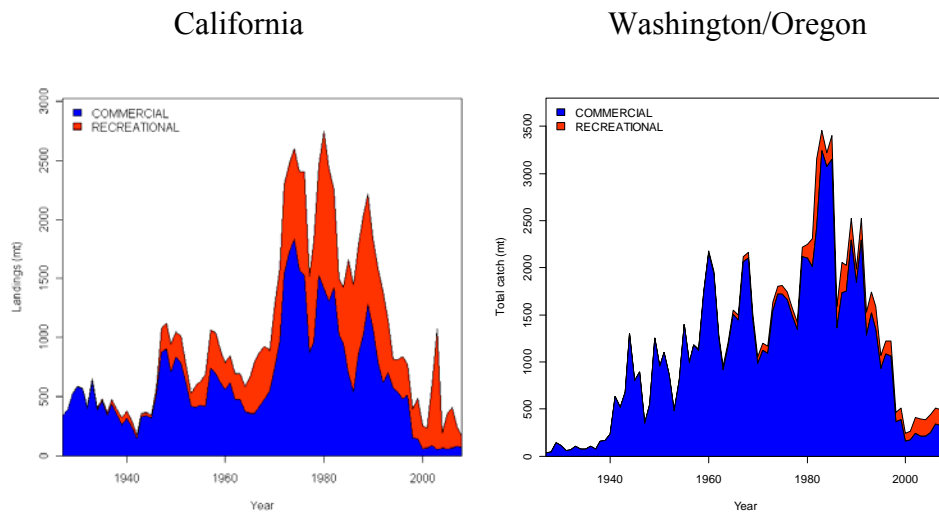 California
Washington/Oregon
COMMERCIAL
RECREATIONAL
Landings (mt)
3000
2500
2000
1500
1000
500
0
1940
1960
1980
2000
Year
COMMERCIAL
RECREATIONAL
Total catch (mt)
3500
3000
2500
2000
1500
1000
500
0
1940
1960
1980
2000
Year